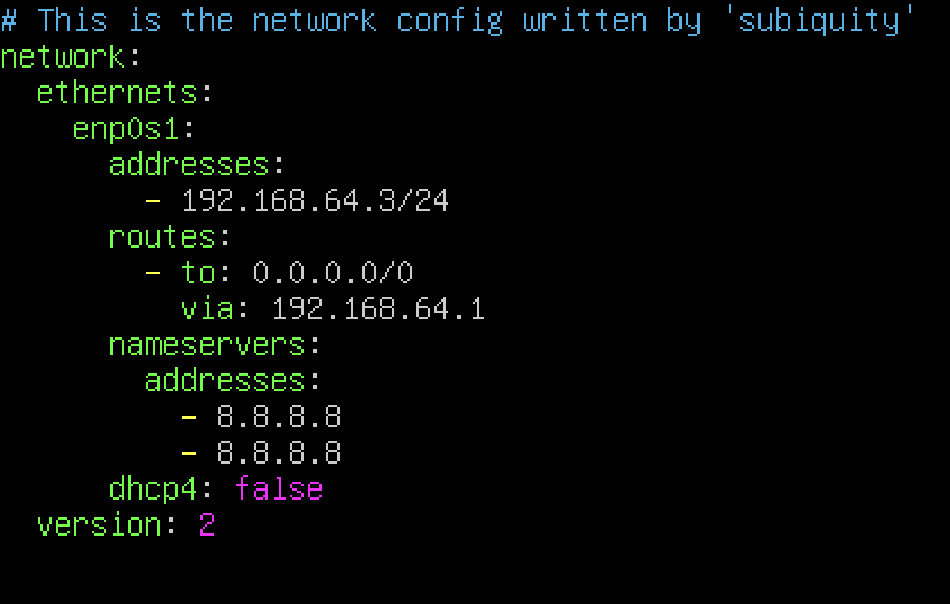 # This is the network config written by 'subiquity'
network:
  ethernets:
    enp0s1:
      addresses:
        - 192.168.64.3/24
      routes:
        - to: 0.0.0.0/0
          via: 192.168.64.1
      nameservers:
        addresses:
          - 8.8.8.8
          - 8.8.8.8
      dhcp4: false
  version: 2